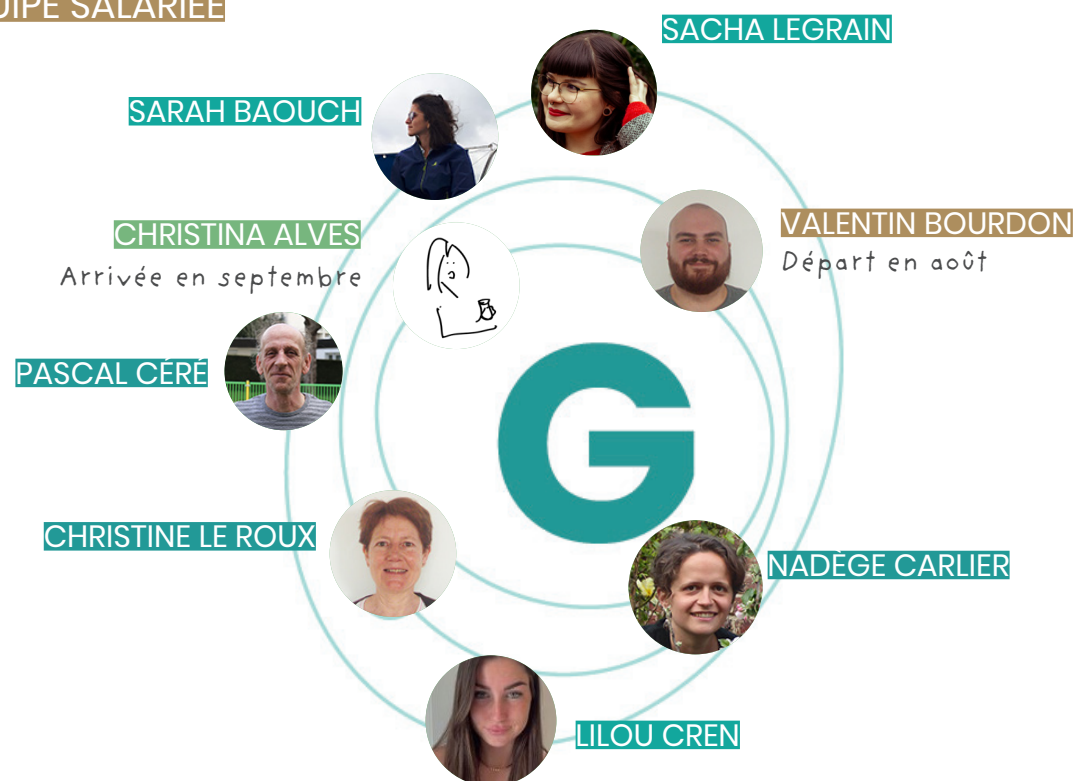 UIPE SALARIÉE
SACHA LEGRAIN
SARAH BAOUCH
CHRISTINA ALVES
Arrivée en septembre
VALENTIN BOURDON
Départ en août
PASCAL CÉRÉ
G
CHRISTINE LE ROUX
NADÈGE CARLIER
LILOU CREN